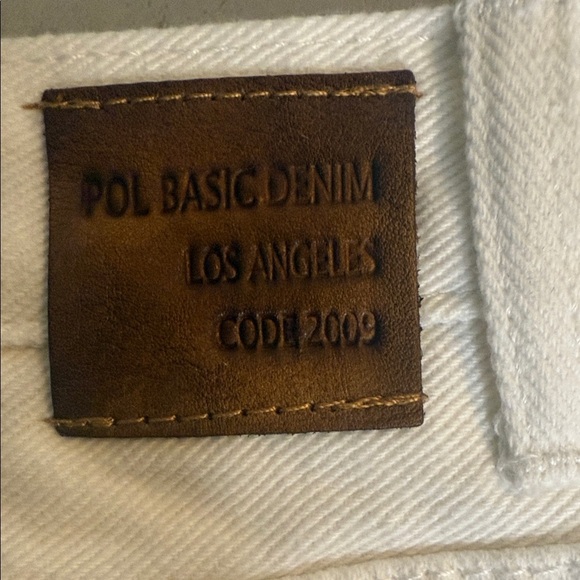 POL BASIC DENIM
LOS ANGELES
CODE 2009